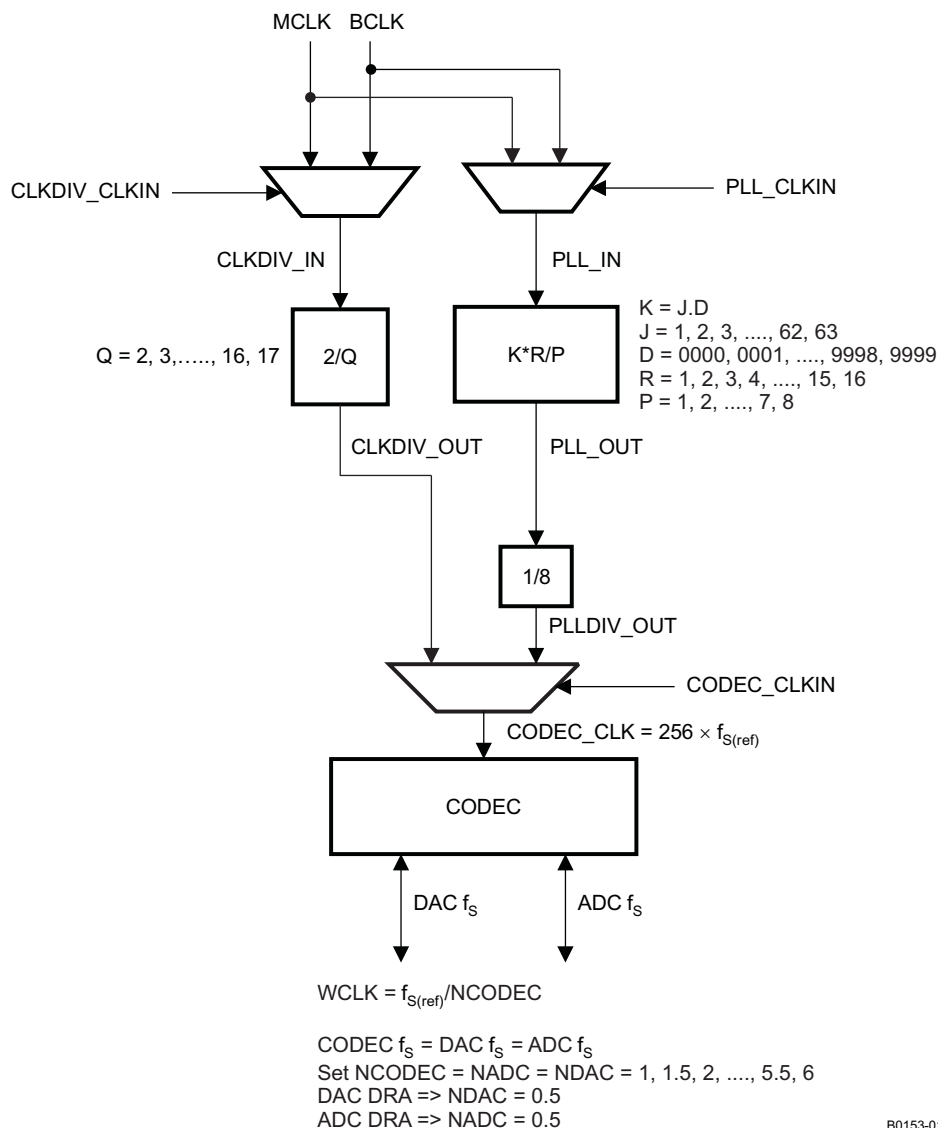 MCLK BCLK
CLKDIV_CLKIN
PLL_CLKIN
CLKDIV_IN
PLL_IN
K = J.D
J = 1, 2, 3, ...., 62, 63
D = 0000, 0001, ...., 9998, 9999
R = 1, 2, 3, 4, ...., 15, 16
P = 1, 2, ...., 7, 8
Q = 2, 3,....., 16, 17
2/Q
K*R/P
CLKDIV_OUT
PLL_OUT
1/8
PLLDIV_OUT
CODEC_CLKIN
CODEC_CLK = 256 × fS(ref)
CODEC
DAC fS
ADC fS
WCLK = fS(ref)/NCODEC
CODEC fS = DAC fS = ADC fS
Set NCODEC = NADC = NDAC = 1, 1.5, 2, ...., 5.5, 6
DAC DRA => NDAC = 0.5
ADC DRA => NADC = 0.5